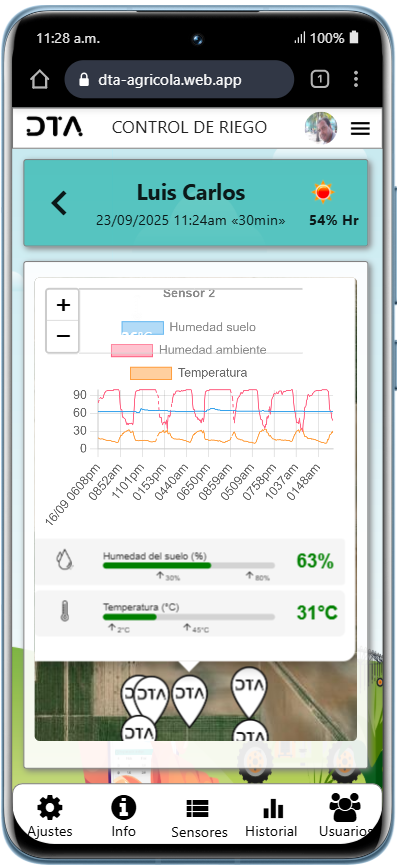 11:28 a.m.
100%
dta-agricola.web.app
1
DTA
CONTROL DE RIEGO
Luis Carlos
23/09/2025 11:24am «30min»
54% Hr
+
−
Sensor 2
Humedad suelo
Humedad ambiente
Temperatura
90
60
30
0
16/09 0608pm
0852am
1101pm
0153pm
0440am
0650pm
0859am
0509am
0758pm
1037am
0148am
Humedad del suelo (%)
63%
30%
80%
Temperatura (°C)
31°C
2°C
45°C
DTA
DTA
DTA
DTA
DTA
Ajustes
Info
Sensores
Historial
Usuarios